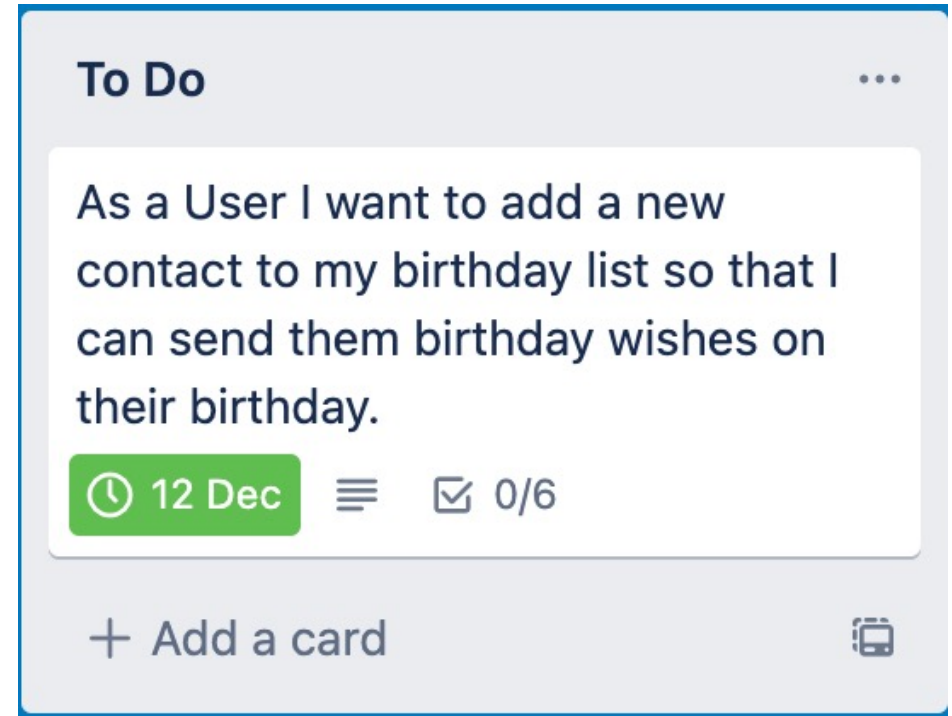 To Do
As a User I want to add a new
contact to my birthday list so that I
can send them birthday wishes on
their birthday.
12 Dec 0/6
+ Add a card